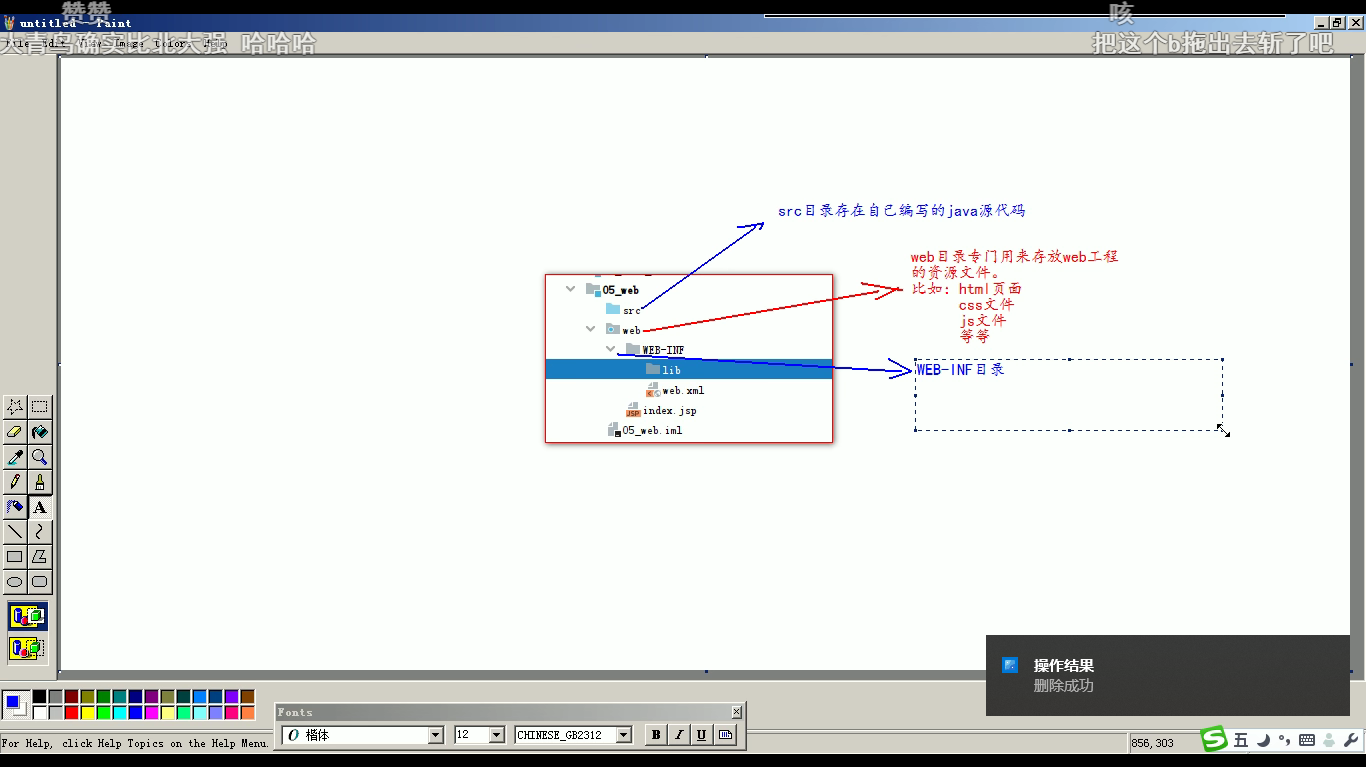 赞赞
咳
untitled - Paint
File Edit View Image Colors Help
大青鸟确实比北大强 哈哈哈
把这个b拖出去斩了吧
src目录存在自己编写的java源代码
web目录专门用来存放web工程
的资源文件。
比如: html页面
css文件
js文件
等等
05_web
src
web
WEB-INF
lib
web.xml
index.jsp
05_web.iml
WEB-INF目录
A
操作结果
删除成功
Fonts
楷体
12
CHINESE_GB2312
B I U
For Help, click Help Topics on the Help Menu.
856,303
五